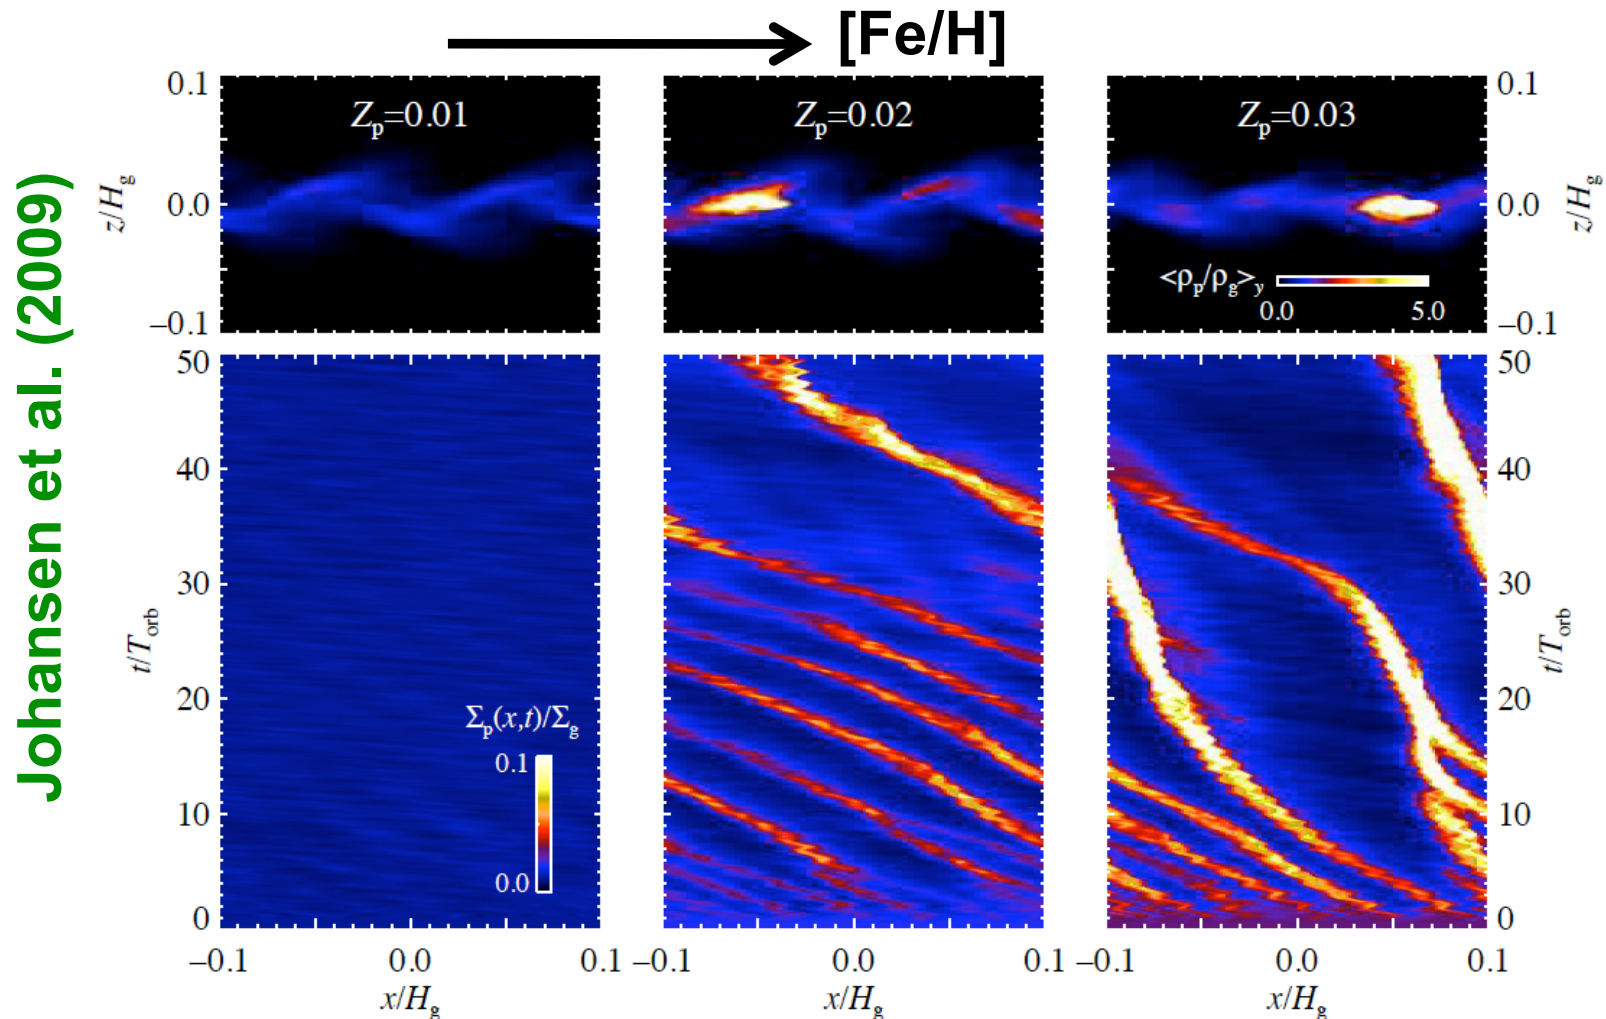 [Fe/H]
Johansen et al. (2009)
0.1
0.0
–0.1
z/Hg
Zp=0.01
Zp=0.02
Zp=0.03
<ρp/ρg>y
0.0 5.0
0.1
0.0
–0.1
z/Hg
50
40
30
20
10
0
t/Torb
Σp(x,t)/Σg
0.1
0.0
50
40
30
20
10
0
t/Torb
–0.1 0.0 0.1
x/Hg
–0.1 0.0 0.1
x/Hg
–0.1 0.0 0.1
x/Hg